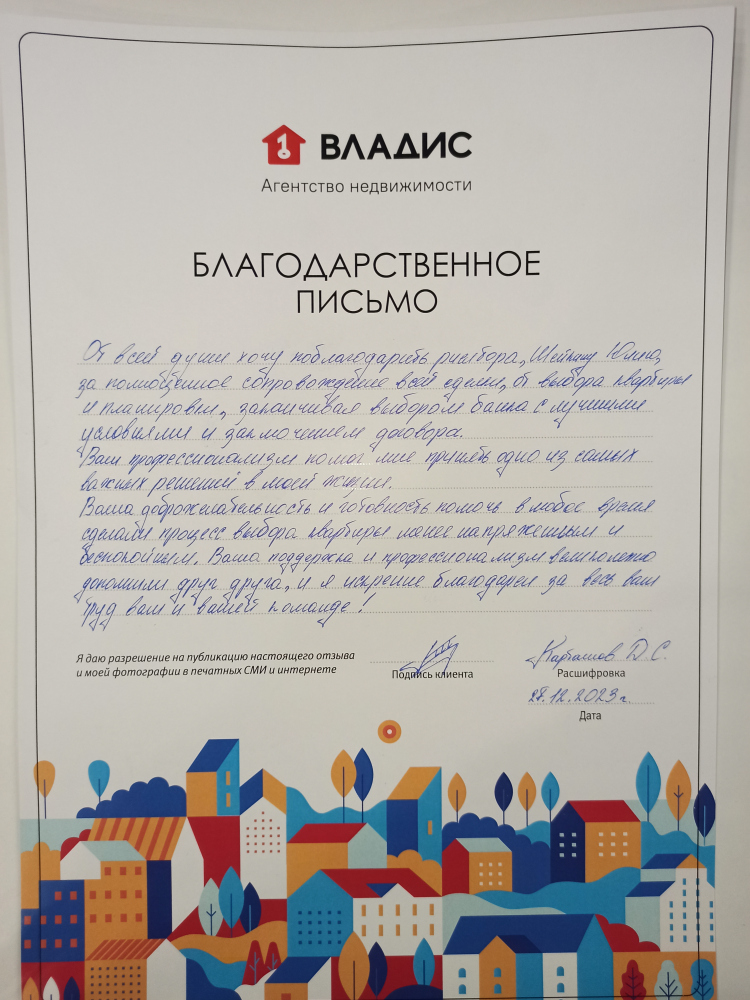 ВЛАДИС
Агентство недвижимости
БЛАГОДАРСТВЕННОЕ
ПИСЬМО
От всей души хочу поблагодарить риэлтора, Юлию,
за полноценное сопровождение всей сделки, от выбора квартиры
и планировки, заканчивая выбором банка с лучшими
условиями и заключением договора.
Ваш профессионализм помог мне принять одно из самых
важных решений в моей жизни.
Ваша доброжелательность и готовность помочь в любое время
сделали процесс выбора квартиры менее напряженным и
беспокойным. Ваша поддержка и профессионализм великолепно
дополнили друг друга, и я искренне благодарен за весь ваш
труд вам и вашей команде!
Я даю разрешение на публикацию настоящего отзыва
и моей фотографии в печатных СМИ и интернете
Подпись клиента
Карташов Д.С.
Расшифровка
28.12.2023г.
Дата